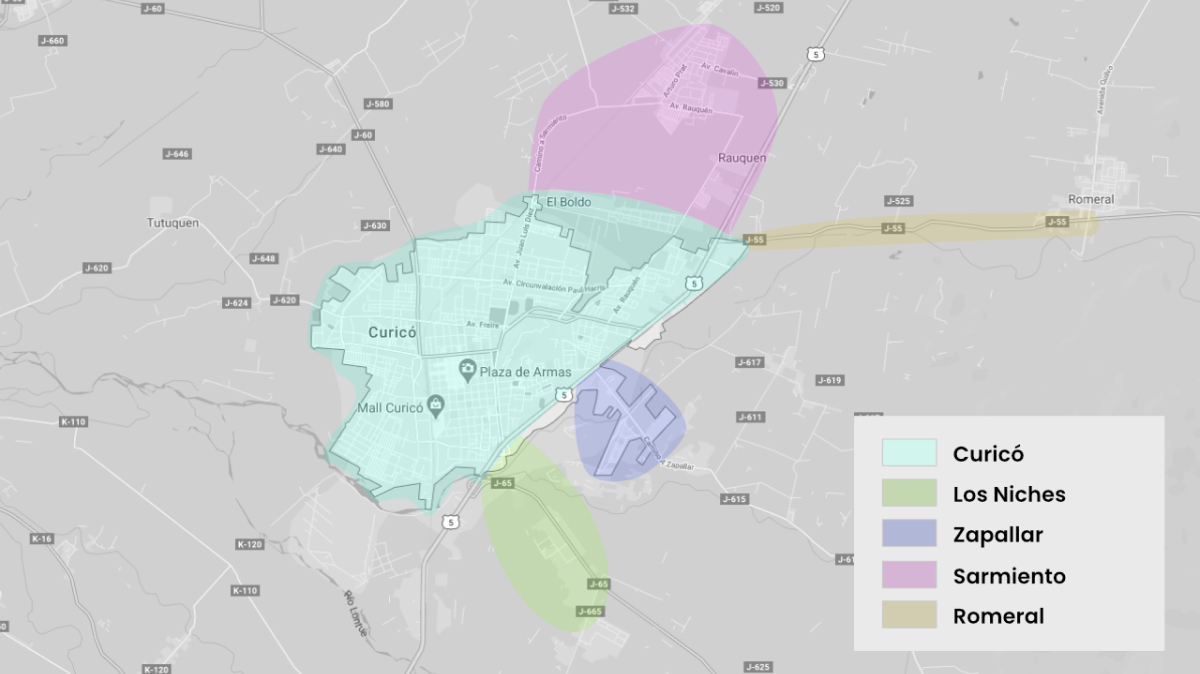 J-60
J-532
J-520
J-660
5
Av. Cavalín
J-530
Arturo Prat
Avenida Quilvo
J-580
Av. Rauquén
J-60
Camino a Sarmiento
J-640
J-646
Rauquen
Romeral
El Boldo
J-525
Tutuquen
J-630
Av. Juan Luis Diez
J-55
J-55
J-55
J-648
J-620
5
Av. Circunvalación Paul Harris
Av. Rauquén
J-624
J-620
Av. Freire
Curicó
J-617
Plaza de Armas
J-619
5
Mall Curicó
J-611
K-110
Camino a Zapallar
J-65
J-615
5
K-16
K-120
J-65
K-110
Río Lontué
J-665
J-625
K-120
Curicó
Los Niches
Zapallar
Sarmiento
Romeral